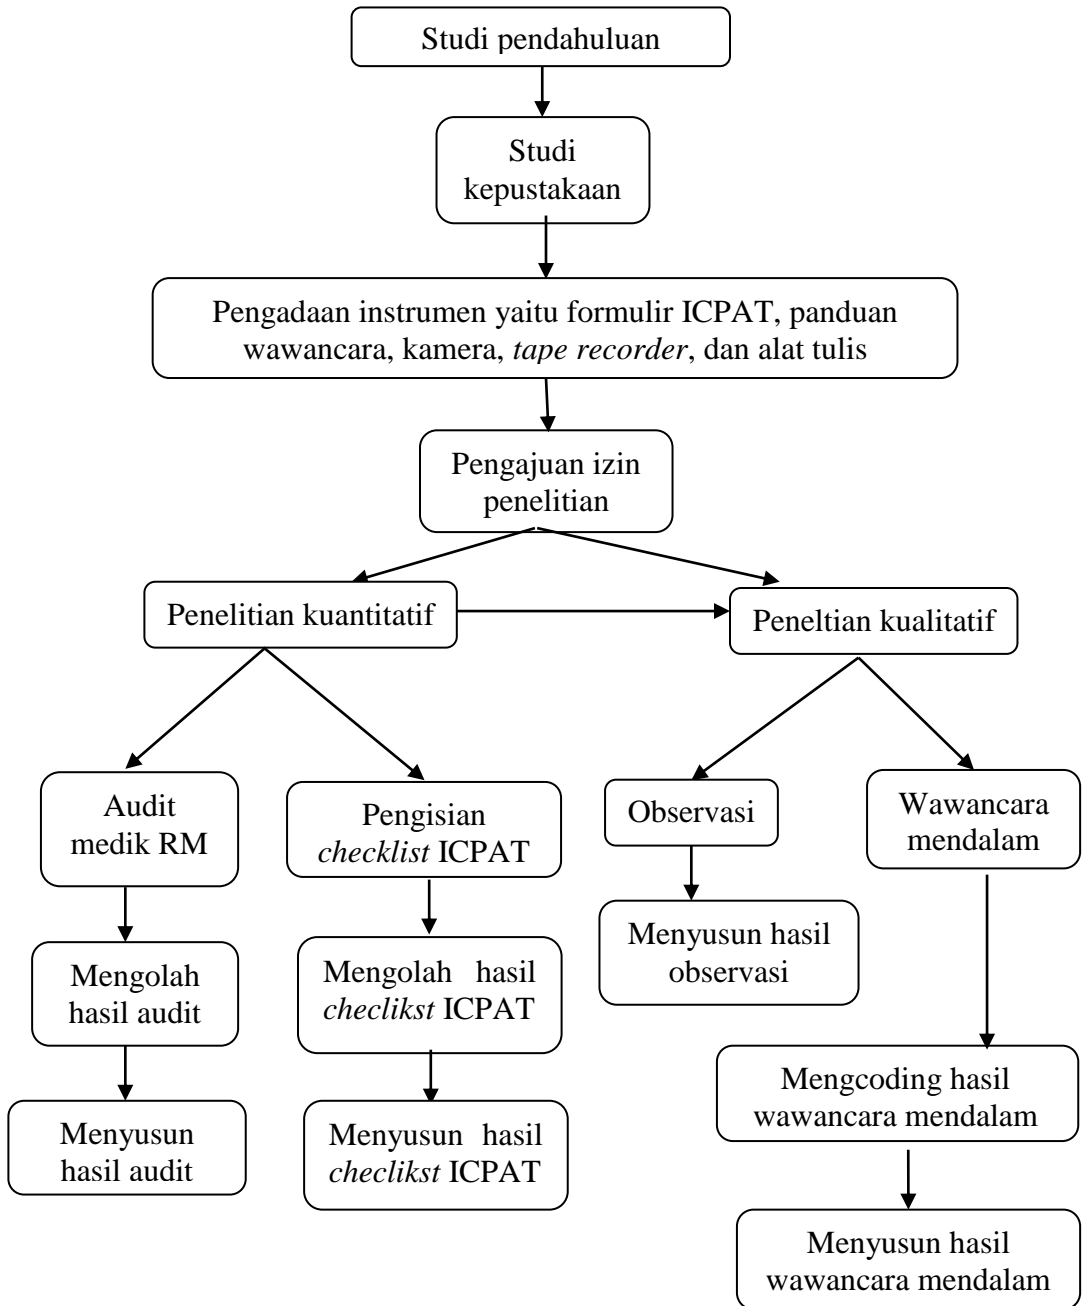 Studi pendahuluan
Studi
kepustakaan
Pengadaan instrumen yaitu formulir ICPAT, panduan
wawancara, kamera, tape recorder, dan alat tulis
Pengajuan izin
penelitian
Penelitian kuantitatif
Peneltian kualitatif
Audit
medik RM
Pengisian
checklist ICPAT
Observasi
Wawancara
mendalam
Mengolah
hasil audit
Mengolah hasil
checlikst ICPAT
Menyusun hasil
observasi
Mengcoding hasil
wawancara mendalam
Menyusun
hasil audit
Menyusun hasil
checlikst ICPAT
Menyusun hasil
wawancara mendalam